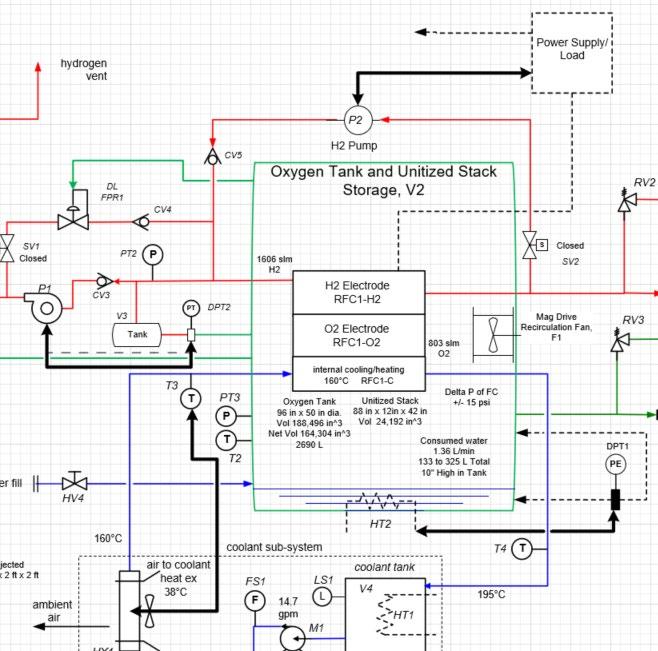 Power Supply/
Load
hydrogen
vent
P2
H2 Pump
CV5
Oxygen Tank and Unitized Stack
Storage, V2
DL
FPR1
CV4
RV2
SV1
Closed
PT2
P
1606 slm
H2
S
Closed
SV2
P1
CV3
H2 Electrode
RFC1-H2
V3
Tank
PT
DPT2
O2 Electrode
RFC1-O2
803 slm
O2
Mag Drive
Recirculation Fan,
F1
RV3
internal cooling/heating
160°C RFC1-C
T3
T
PT3
P
T
T2
Oxygen Tank
96 in x 50 in dia.
Vol 188,496 in^3
Net Vol 164,304 in^3
2690 L
Unitized Stack
88 in x 12in x 42 in
Vol 24,192 in^3
Delta P of FC
+/- 15 psi
Consumed water
1.36 L/min
133 to 325 L Total
10" High in Tank
DPT1
PE
er fill
HV4
HT2
160°C
coolant sub-system
T4
T
jected
x 2 ft x 2 ft
air to coolant
heat ex
38°C
coolant tank
FS1
F
LS1
L
V4
195°C
ambient
air
14.7
gpm
M1
HT1